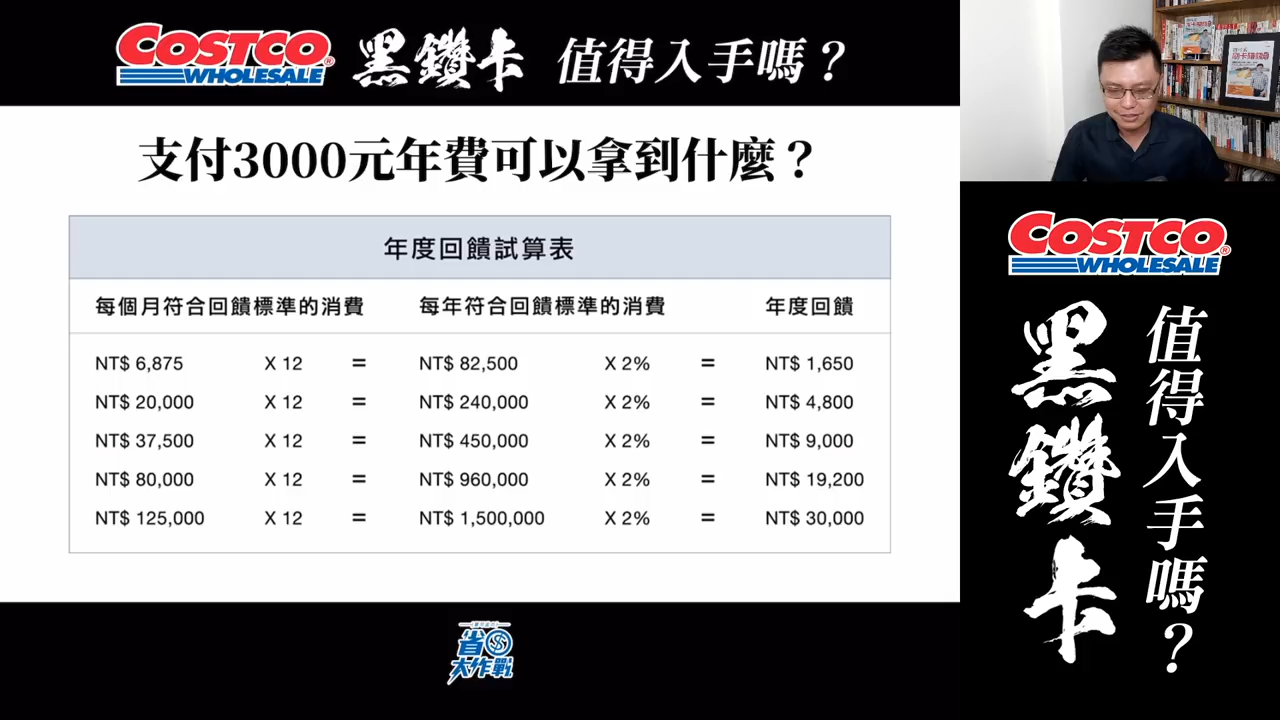 COSTCO WHOLESALE® 黑鑽卡 值得入手嗎？
支付3000元年費可以拿到什麼？
年度回饋試算表
每個月符合回饋標準的消費 每年符合回饋標準的消費 年度回饋
NT$ 6,875 X 12 = NT$ 82,500 X 2% = NT$ 1,650
NT$ 20,000 X 12 = NT$ 240,000 X 2% = NT$ 4,800
NT$ 37,500 X 12 = NT$ 450,000 X 2% = NT$ 9,000
NT$ 80,000 X 12 = NT$ 960,000 X 2% = NT$ 19,200
NT$ 125,000 X 12 = NT$ 1,500,000 X 2% = NT$ 30,000
省
大作戰
COSTCO®
WHOLESALE
值得入手嗎？
黑鑽卡